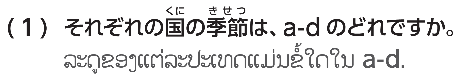 (1) それぞれの国の季節は、a-dのどれですか。
ລະດູຂອງແຕ່ລະປະເທດແມ່ນຂໍ້ໃດໃນ a-d.